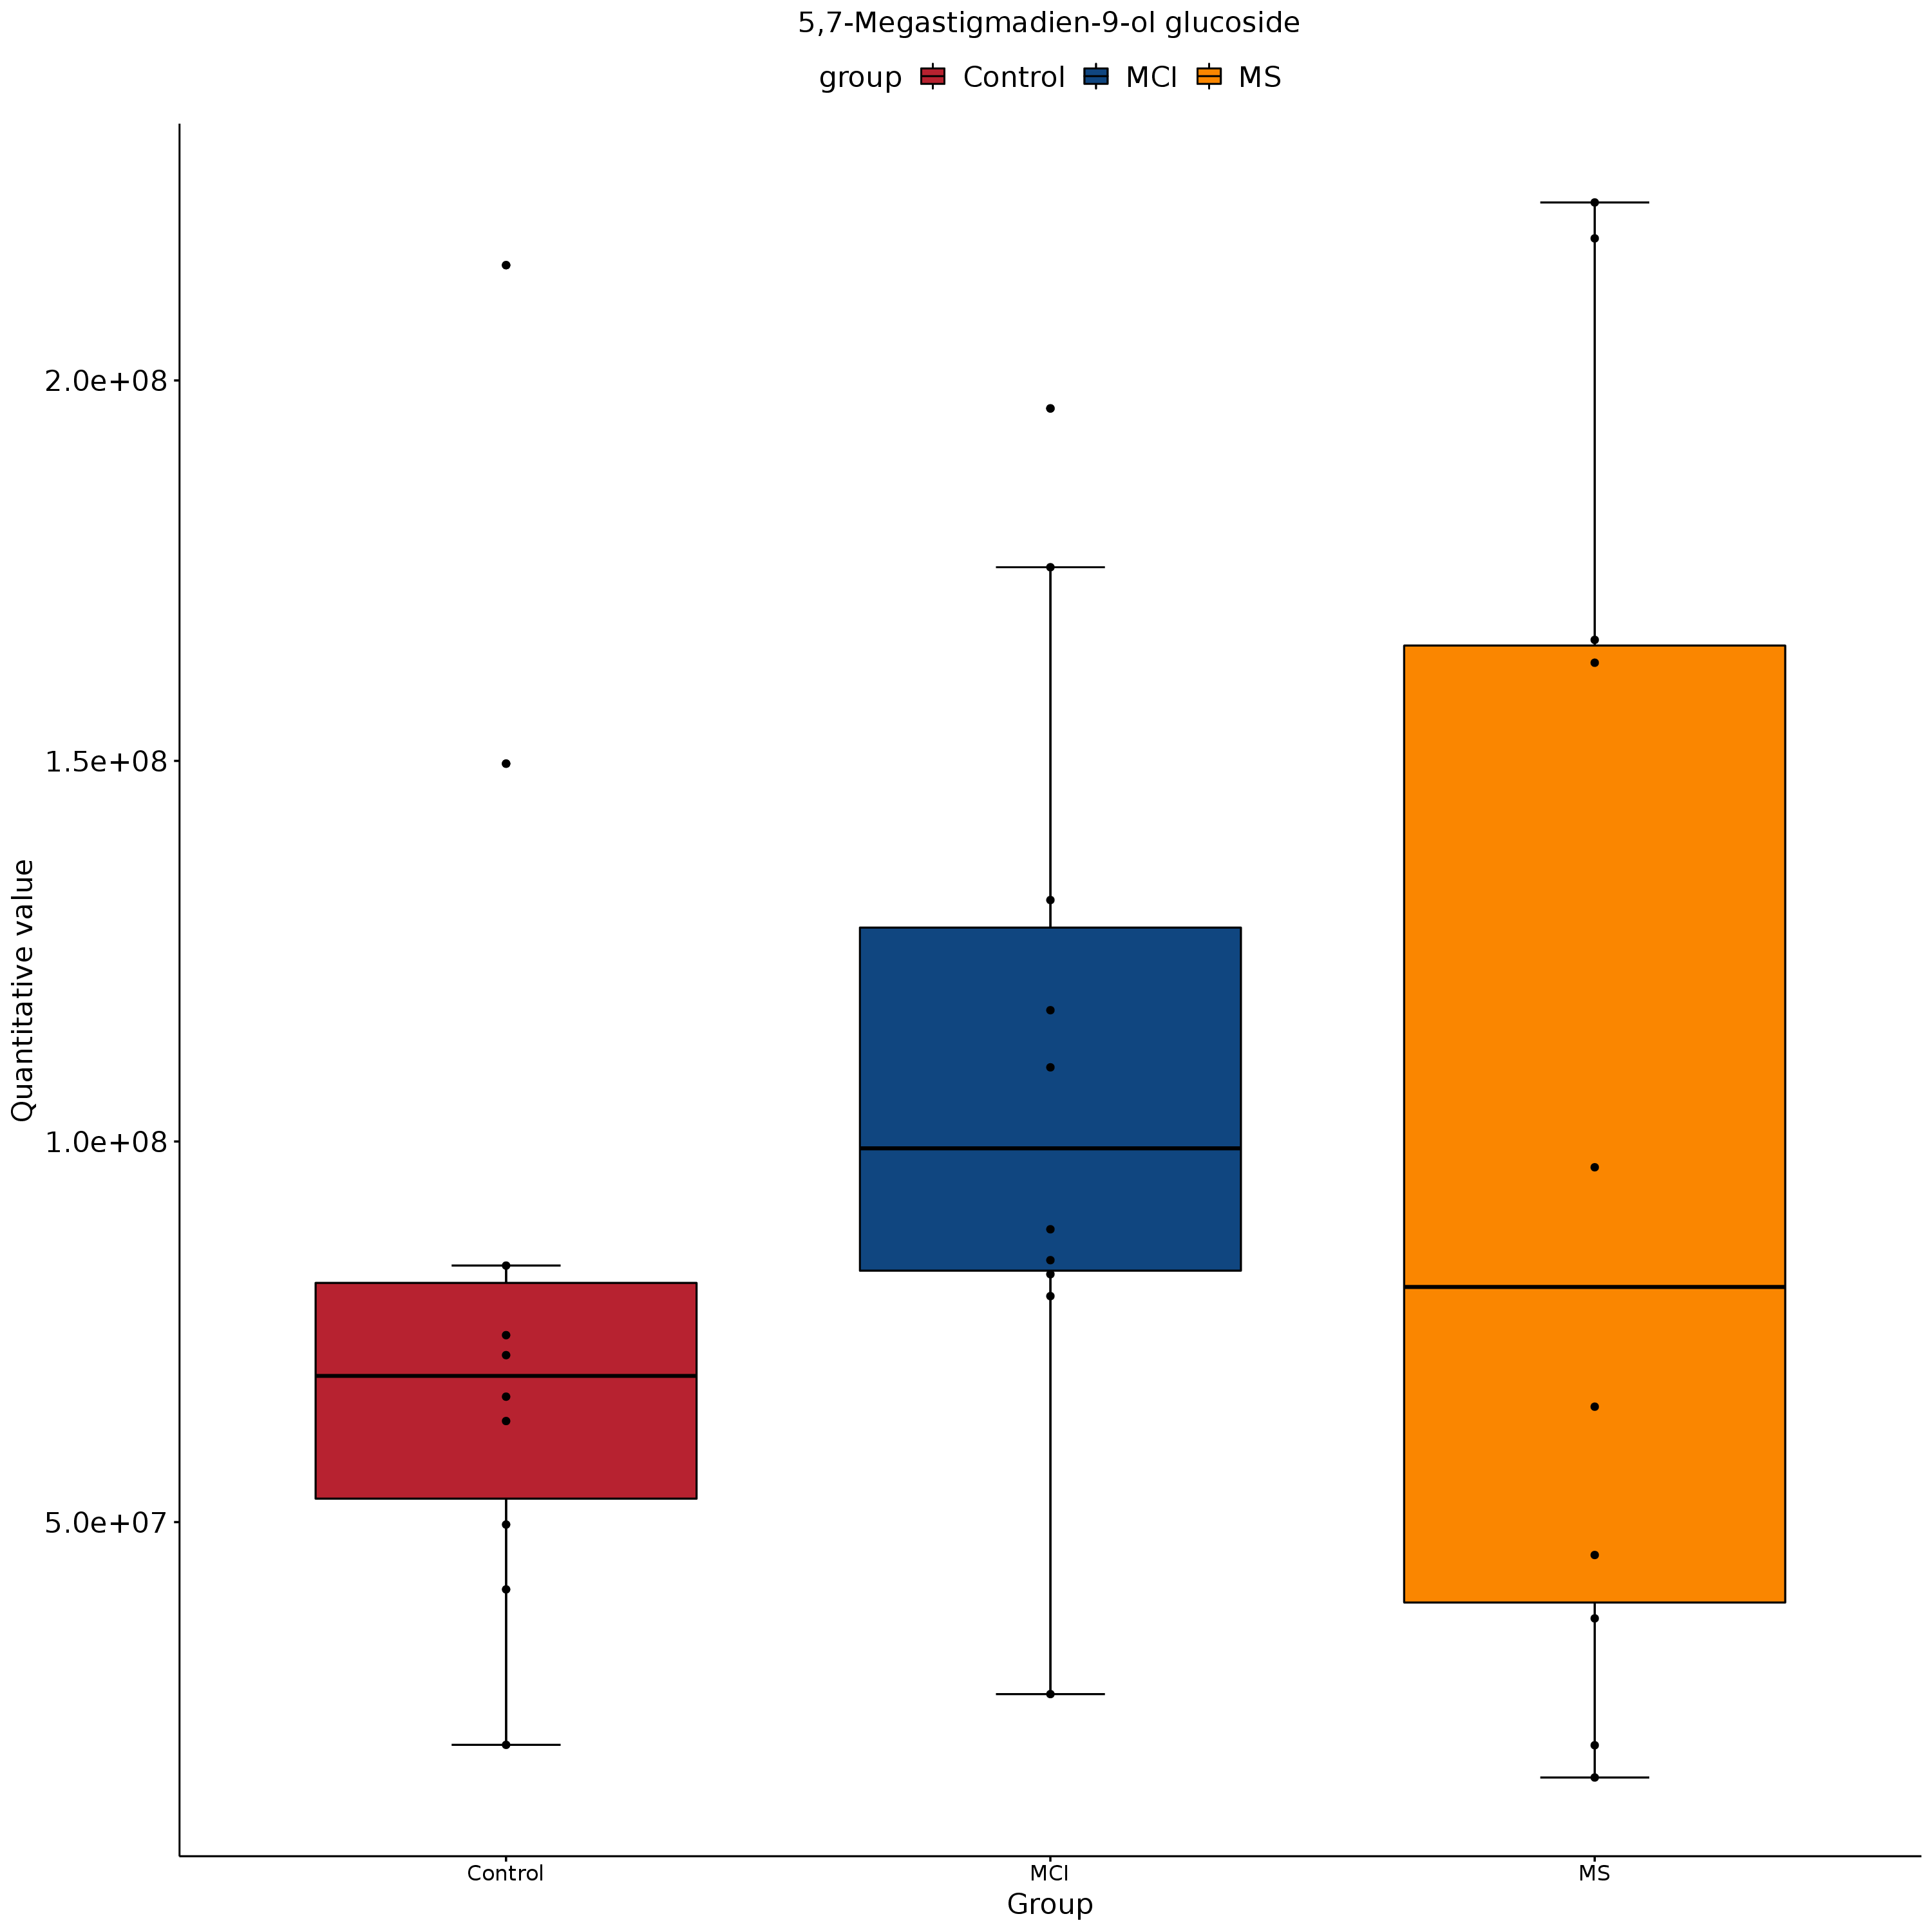 5,7-Megastigmadien-9-ol glucoside
group Control MCI MS
2.0e+08
1.5e+08
1.0e+08
5.0e+07
Quantitative value
Control MCI MS
Group